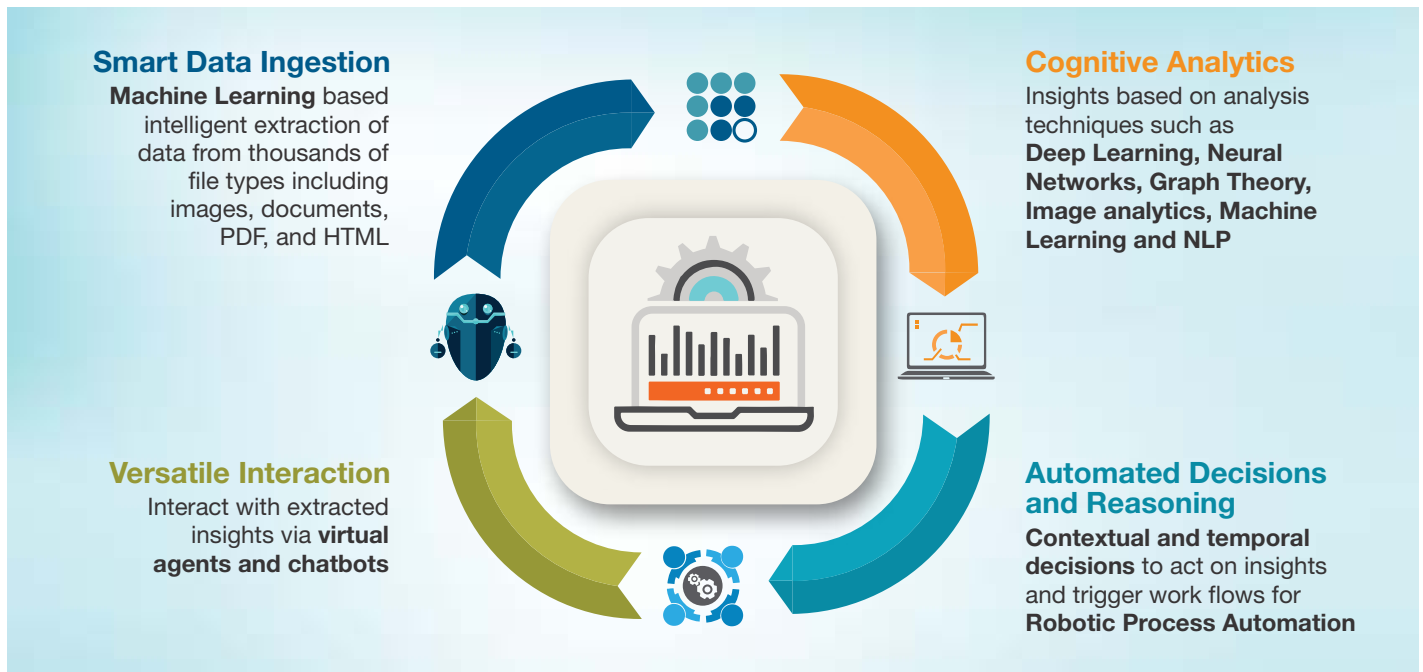 Smart Data Ingestion
Machine Learning based
intelligent extraction of
data from thousands of
file types including
images, documents,
PDF, and HTML
Cognitive Analytics
Insights based on analysis
techniques such as
Deep Learning, Neural
Networks, Graph Theory,
Image analytics, Machine
Learning and NLP
Versatile Interaction
Interact with extracted
insights via virtual
agents and chatbots
Automated Decisions
and Reasoning
Contextual and temporal
decisions to act on insights
and trigger work flows for
Robotic Process Automation